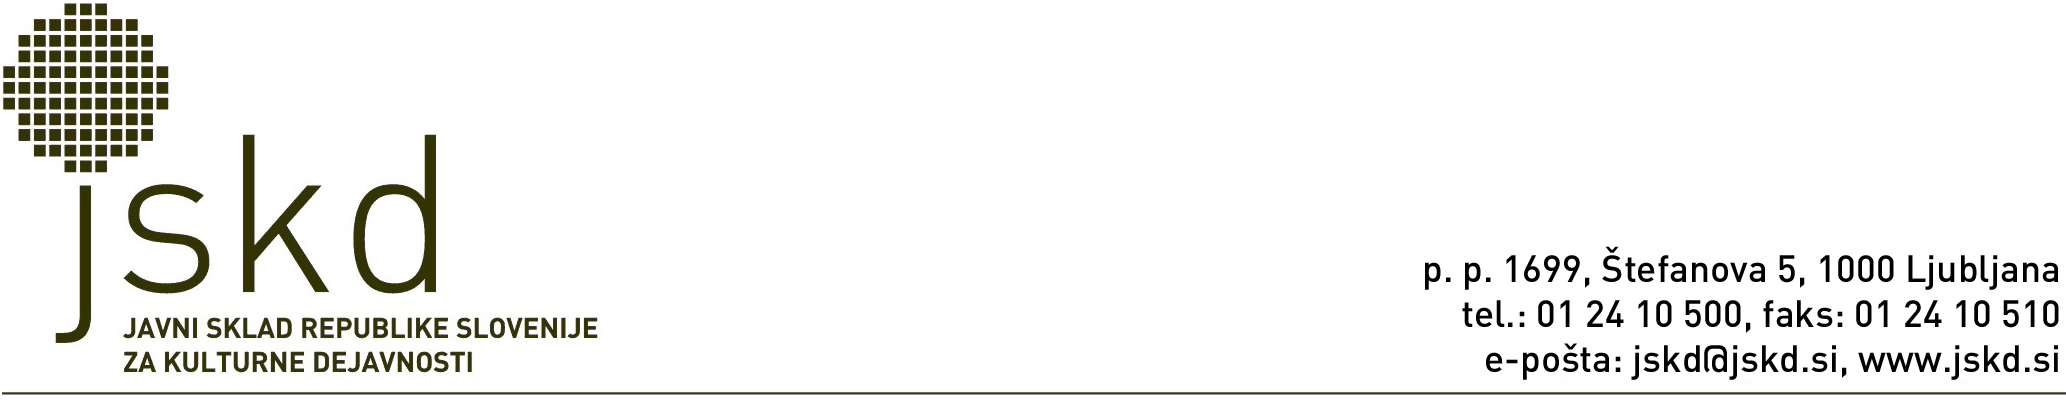 jskd
JAVNI SKLAD REPUBLIKE SLOVENIJE
ZA KULTURNE DEJAVNOSTI
p. p. 1699, Štefanova 5, 1000 Ljubljana
tel.: 01 24 10 500, faks: 01 24 10 510
e-pošta: jskd@jskd.si, www.jskd.si